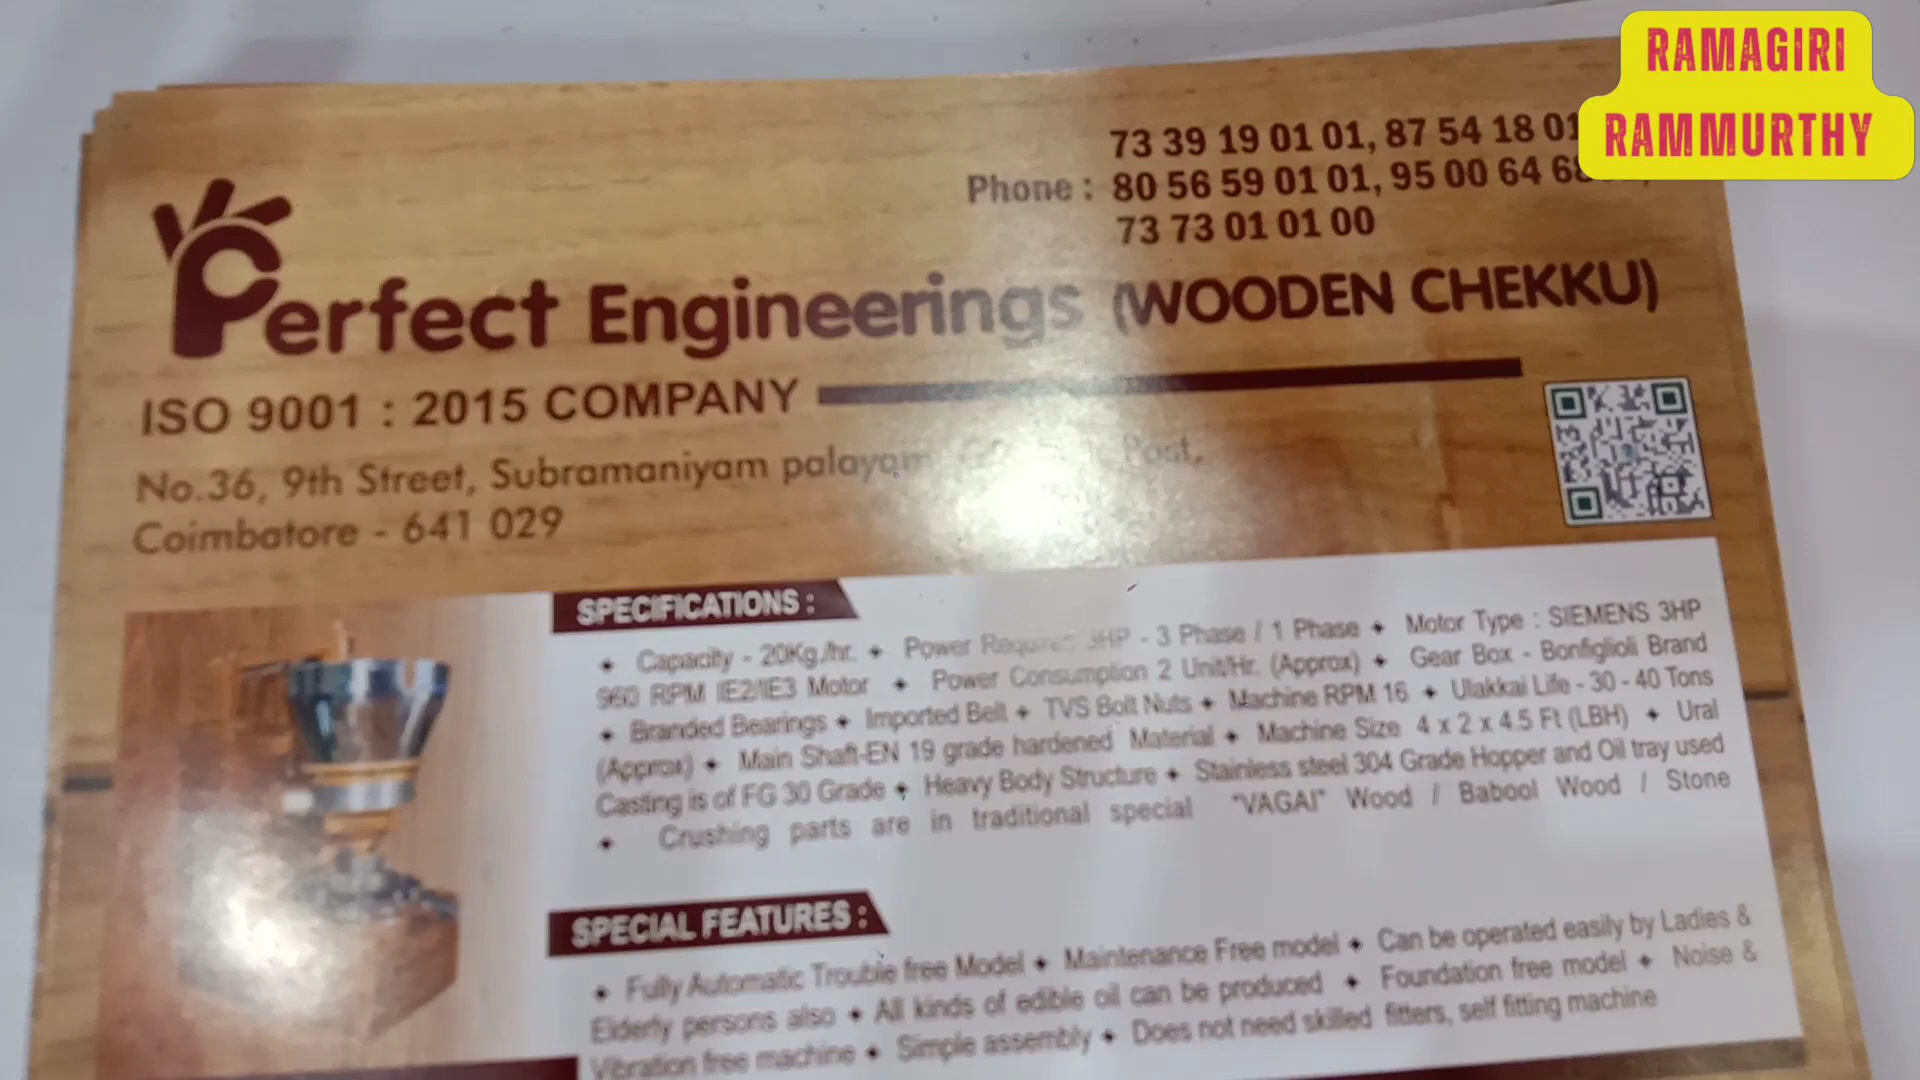 RAMAGIRI
RAMMURTHY
73 39 19 01 01, 87 54 18 01
Phone : 80 56 59 01 01, 95 00 64
73 73 01 01 00
Perfect Engineerings (WOODEN CHEKKU)
ISO 9001 : 2015 COMPANY
No.36, 9th Street, Subramaniyam palayam Post,
Coimbatore - 641 029
SPECIFICATIONS :
✦ Capacity - 20Kg./hr. ✦ Power 3HP - 3 Phase / 1 Phase ✦ Motor Type : SIEMENS 3HP
960 RPM IE2/IE3 Motor ✦ Power Consumption 2 Unit/Hr. (Approx) ✦ Gear Box - Bonfiglioli Brand
✦ Branded Bearings ✦ Imported Belt ✦ TVS Bolt Nuts ✦ Machine RPM 16 ✦ Ulakkai Life - 30 - 40 Tons
(Approx) ✦ Main Shaft-EN 19 grade hardened Material ✦ Machine Size 4 x 2 x 4.5 Ft (LBH) ✦ Ural
Casting is of FG 30 Grade ✦ Heavy Body Structure ✦ Stainless steel 304 Grade Hopper and Oil tray used
✦ Crushing parts are in traditional special "VAGAI" Wood / Babool Wood / Stone
SPECIAL FEATURES :
✦ Fully Automatic Trouble free Model ✦ Maintenance Free model ✦ Can be operated easily by Ladies &
Elderly persons also ✦ All kinds of edible oil can be produced ✦ Foundation free model ✦ Noise &
Vibration free machine ✦ Simple assembly ✦ Does not need skilled fitters, self fitting machine